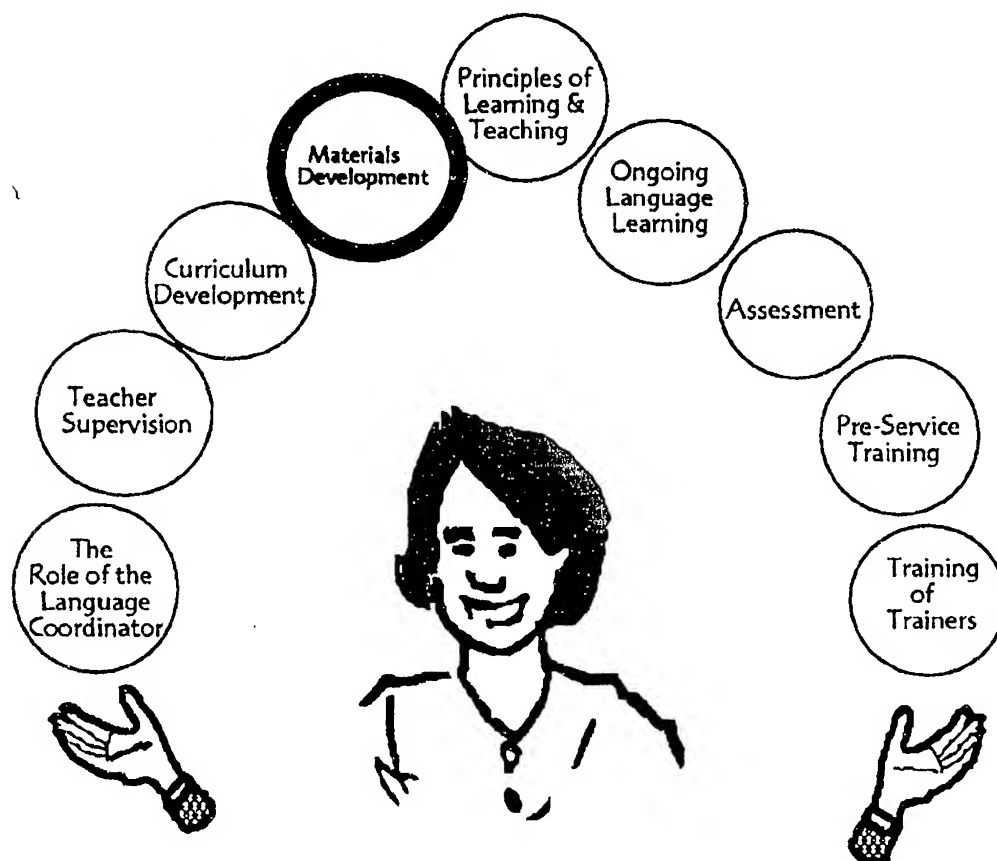 The
Role of the
Language
Coordinator
Teacher
Supervision
Curriculum
Development
Materials
Development
Principles of
Learning &
Teaching
Ongoing
Language
Learning
Assessment
Pre-Service
Training
Training
of
Trainers